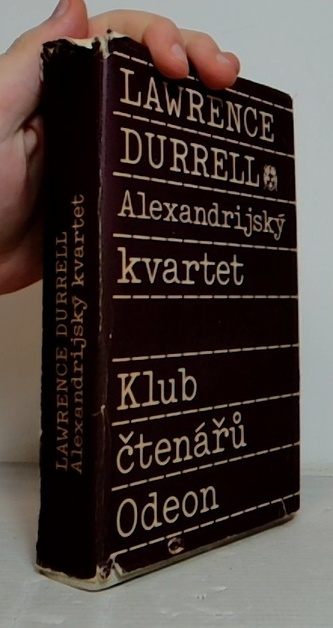 LAWRENCE
DURRELL
Alexandrijský
kvartet
Klub
čtenářů
Odeon
LAWRENCE DURRELL
Alexandrijský kvartet